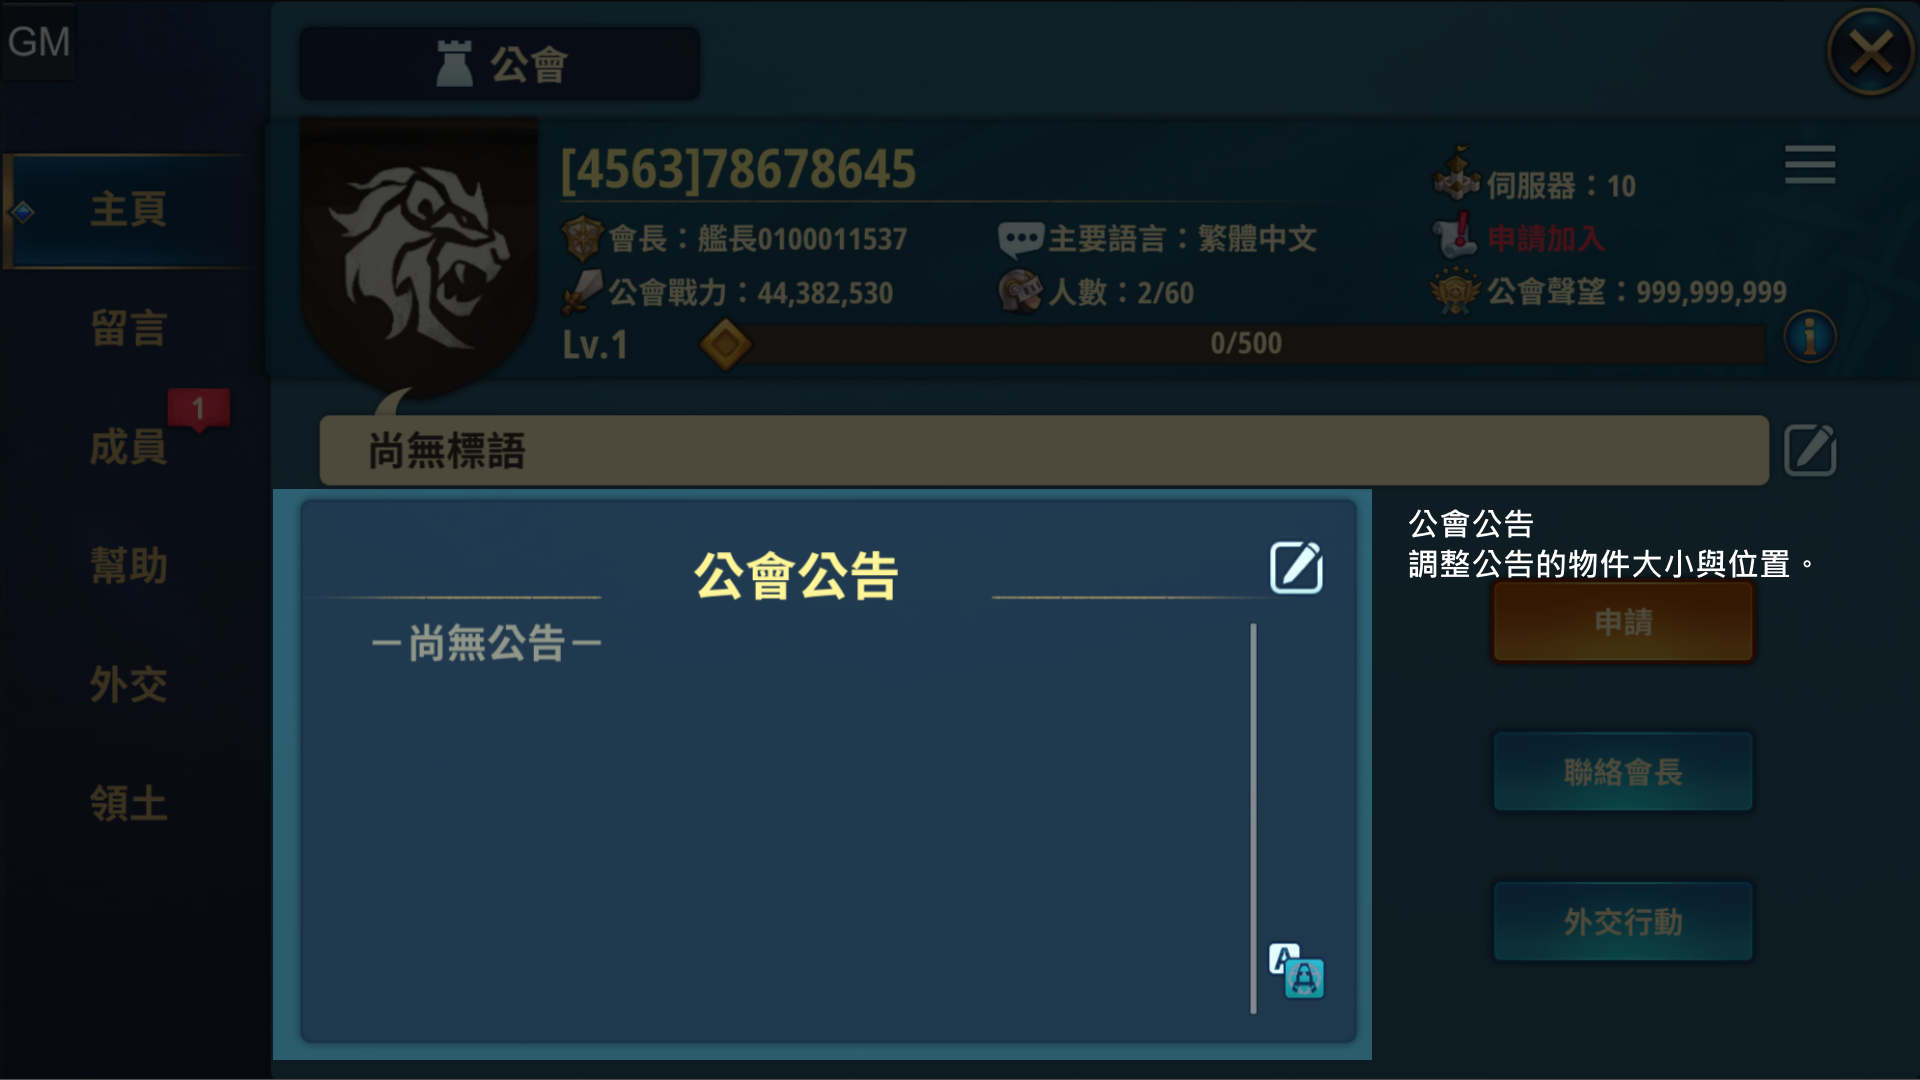 GM
公會
主頁
留言
1
成員
幫助
外交
領土
[4563]78678645
會長：艦長0100011537
主要語言：繁體中文
伺服器：10
申請加入
公會戰力：44,382,530
人數：2/60
公會聲望：999,999,999
Lv.1
0/500
尚無標語
公會公告
－尚無公告－
公會公告
調整公告的物件大小與位置。
申請
聯絡會長
外交行動
A
A